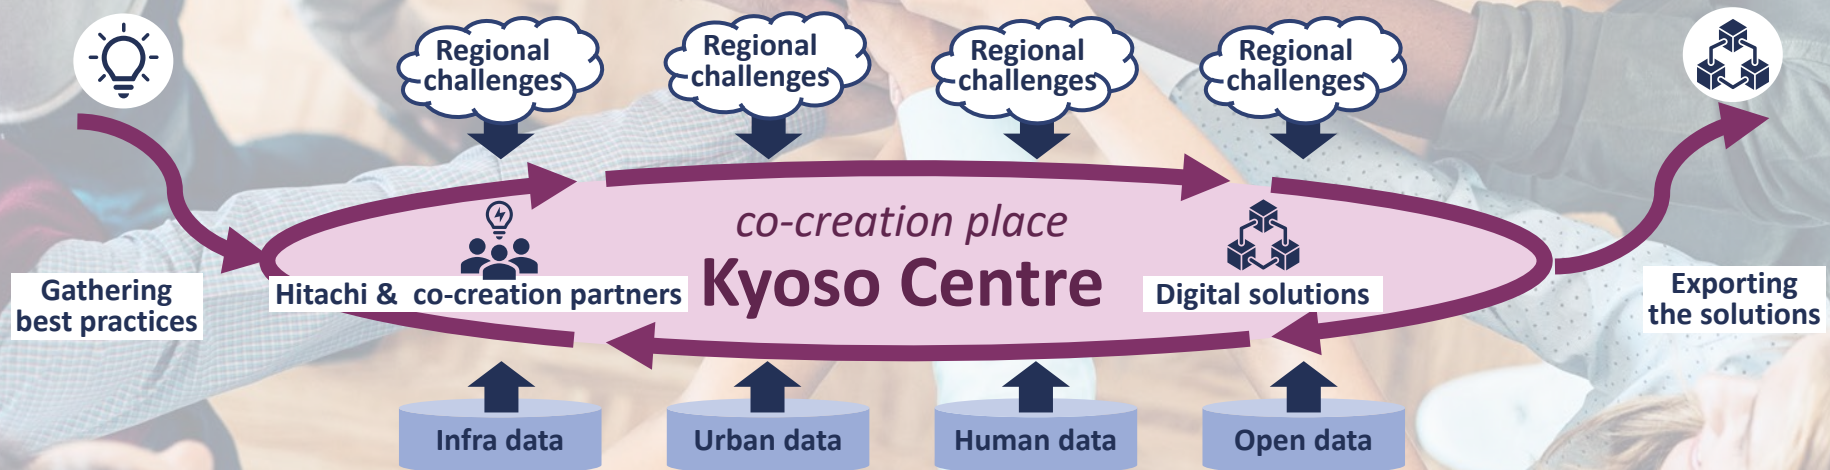 Regional
challenges
Regional
challenges
Regional
challenges
Regional
challenges
co-creation place
Kyoso Centre
Hitachi &  co-creation partners
Digital solutions
Gathering
best practices
Exporting
the solutions
Infra data
Urban data
Human data
Open data